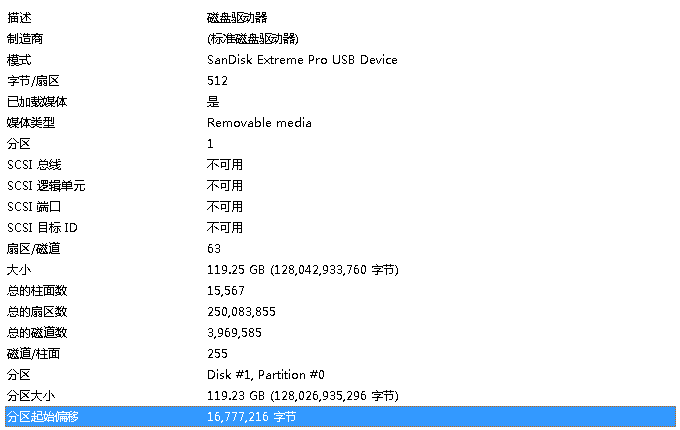 描述 磁盘驱动器
制造商 (标准磁盘驱动器)
模式 SanDisk Extreme Pro USB Device
字节/扇区 512
已加载媒体 是
媒体类型 Removable media
分区 1
SCSI 总线 不可用
SCSI 逻辑单元 不可用
SCSI 端口 不可用
SCSI 目标 ID 不可用
扇区/磁道 63
大小 119.25 GB (128,042,933,760 字节)
总的柱面数 15,567
总的扇区数 250,083,855
总的磁道数 3,969,585
磁道/柱面 255
分区 Disk #1, Partition #0
分区大小 119.23 GB (128,026,935,296 字节)
分区起始偏移 16,777,216 字节